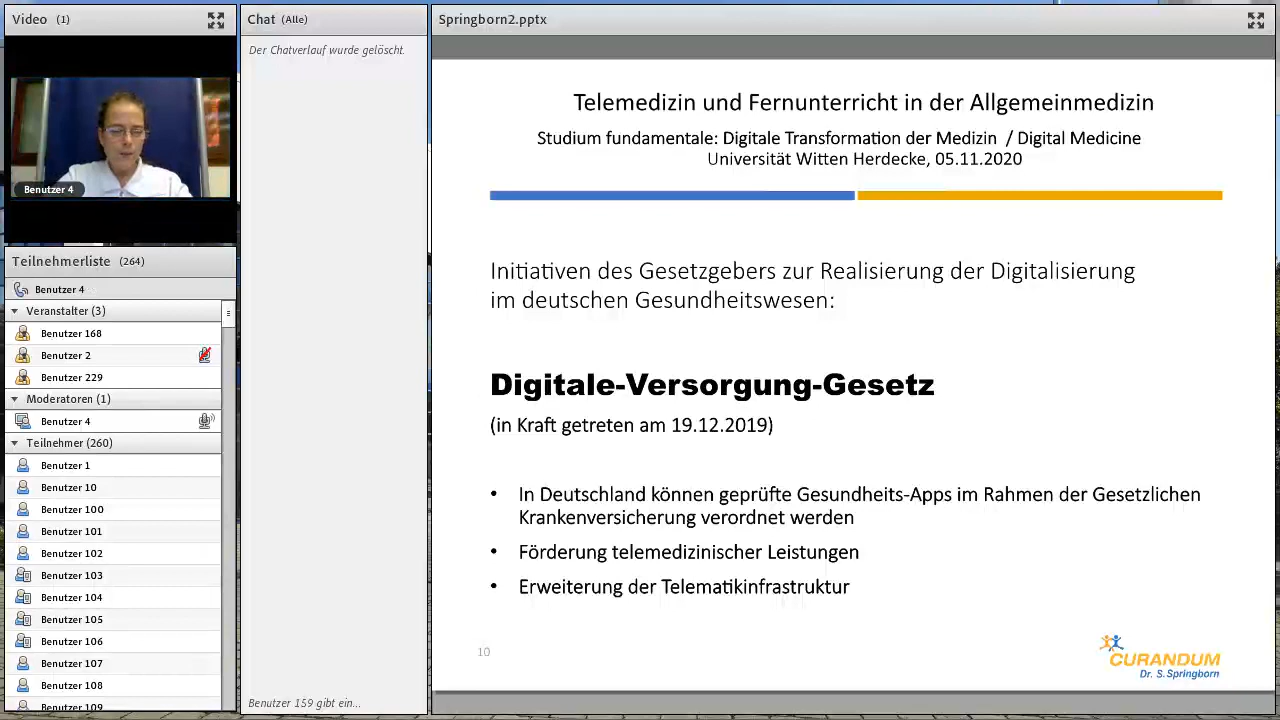 Video (1)
Benutzer 4
Teilnehmerliste (264)
Benutzer 4
Veranstalter (3)
Benutzer 168
Benutzer 2
Benutzer 229
Moderatoren (1)
Benutzer 4
Teilnehmer (260)
Benutzer 1
Benutzer 10
Benutzer 100
Benutzer 101
Benutzer 102
Benutzer 103
Benutzer 104
Benutzer 105
Benutzer 106
Benutzer 107
Benutzer 108
Benutzer 109
Chat (Alle)
Der Chatverlauf wurde gelöscht.
Benutzer 159 gibt ein...
Springborn2.pptx
Telemedizin und Fernunterricht in der Allgemeinmedizin
Studium fundamentale: Digitale Transformation der Medizin / Digital Medicine
Universität Witten Herdecke, 05.11.2020
Initiativen des Gesetzgebers zur Realisierung der Digitalisierung
im deutschen Gesundheitswesen:
Digitale-Versorgung-Gesetz
(in Kraft getreten am 19.12.2019)
• In Deutschland können geprüfte Gesundheits-Apps im Rahmen der Gesetzlichen
Krankenversicherung verordnet werden
• Förderung telemedizinischer Leistungen
• Erweiterung der Telematikinfrastruktur
10
CURANDUM
Dr. S.Springborn